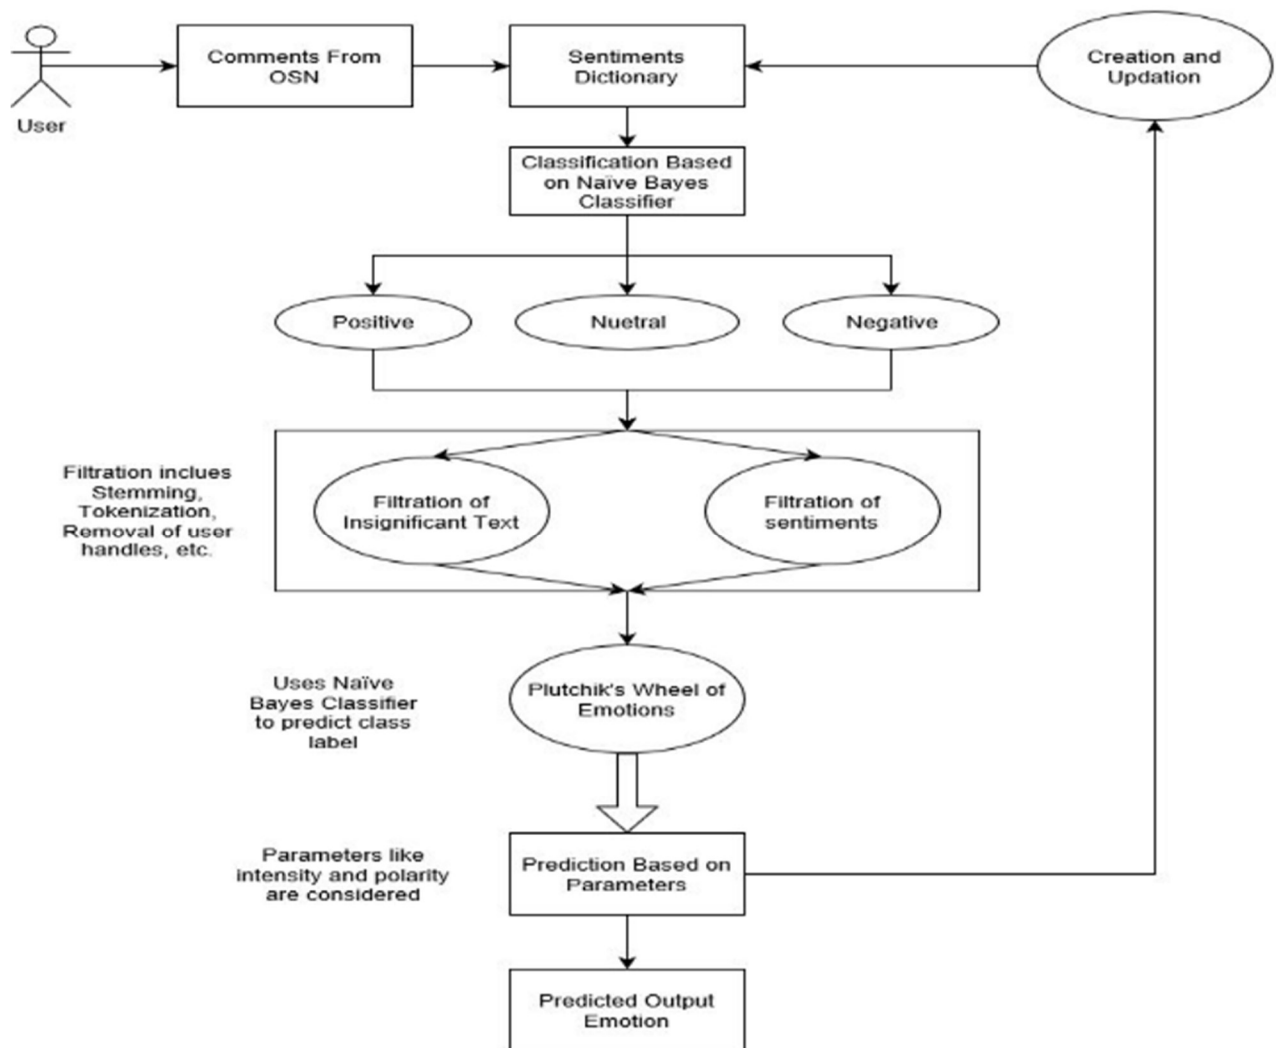 Comments From
OSN
Sentiments
Dictionary
Creation and
Updation
User
Classification Based
on Naïve Bayes
Classifier
Positive
Nuetral
Negative
Filtration inclues
Stemming,
Tokenization,
Removal of user
handles, etc.
Filtration of
Insignificant Text
Filtration of
sentiments
Uses Naïve
Bayes Classifier
to predict class
label
Plutchik's Wheel of
Emotions
Parameters like
intensity and polarity
are considered
Prediction Based on
Parameters
Predicted Output
Emotion